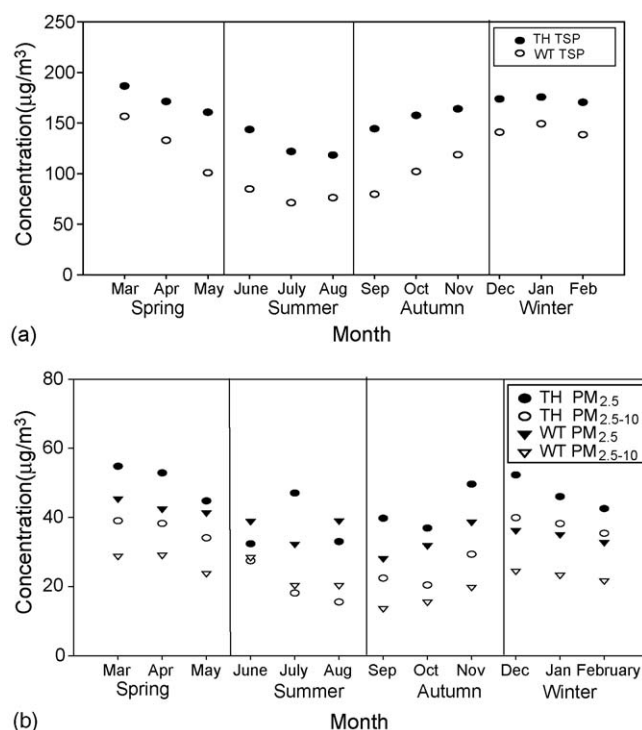 250
200
150
100
50
0
Concentration(μg/m³)
TH TSP
WT TSP
Mar Apr May June July Aug Sep Oct Nov Dec Jan Feb
Spring Summer Autumn Winter
(a) Month
80
60
40
20
0
Concentration(μg/m³)
TH PM2.5
TH PM2.5-10
WT PM2.5
WT PM2.5-10
Mar Apr May June July Aug Sep Oct Nov Dec Jan February
Spring Summer Autumn Winter
(b) Month